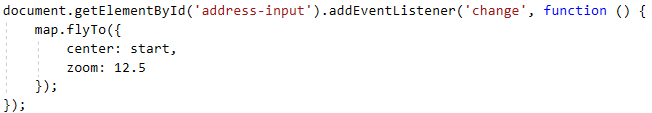 document.getElementById('address-input').addEventListener('change', function () {
    map.flyTo({
        center: start,
        zoom: 12.5
    });
});